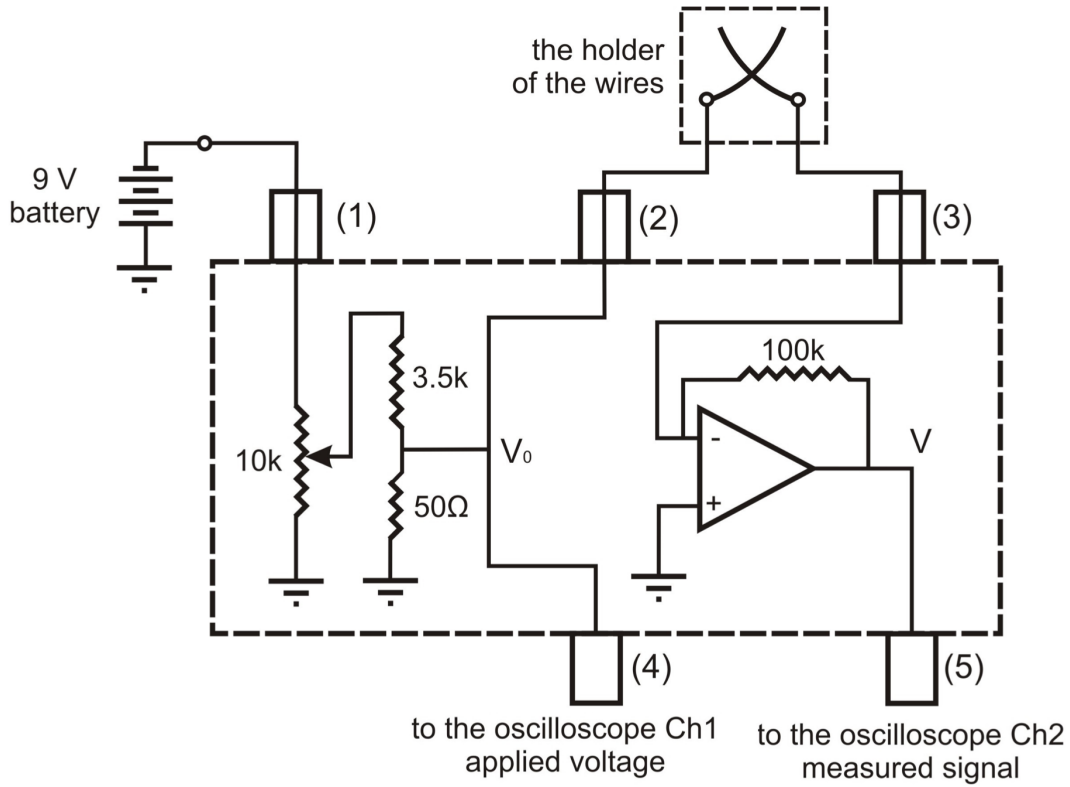 the holder
of the wires
9 V
battery
(1)
(2)
(3)
100k
3.5k
10k
V₀
50Ω
-
+
V
(4)
(5)
to the oscilloscope Ch1
applied voltage
to the oscilloscope Ch2
measured signal